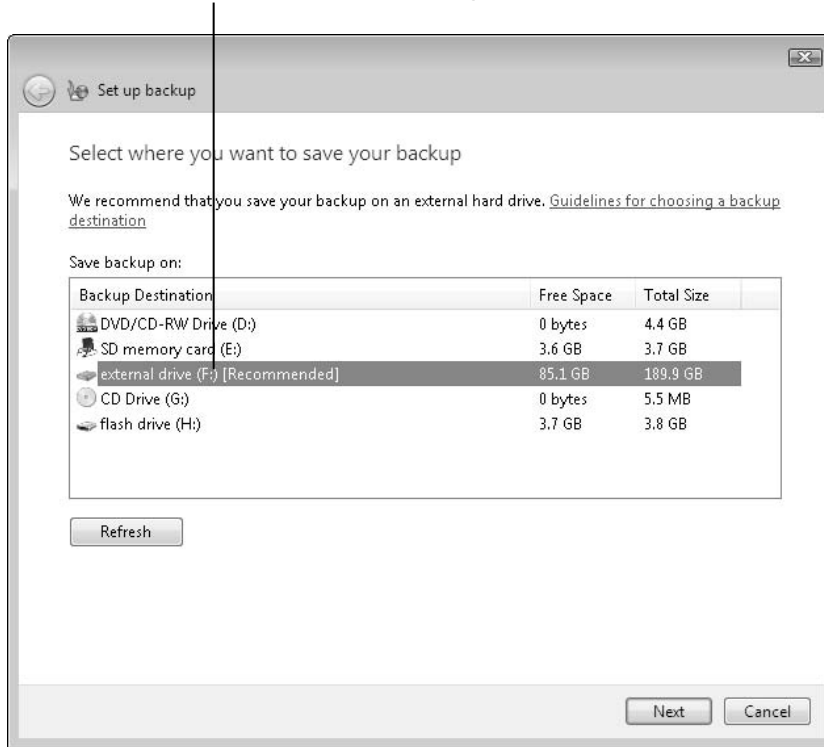 Set up backup
Select where you want to save your backup
We recommend that you save your backup on an external hard drive. Guidelines for choosing a backup
destination
Save backup on:
Backup Destination Free Space Total Size
DVD/CD-RW Drive (D:) 0 bytes 4.4 GB
SD memory card (E:) 3.6 GB 3.7 GB
external drive (F:) [Recommended] 85.1 GB 189.9 GB
CD Drive (G:) 0 bytes 5.5 MB
flash drive (H:) 3.7 GB 3.8 GB
Refresh
Next Cancel